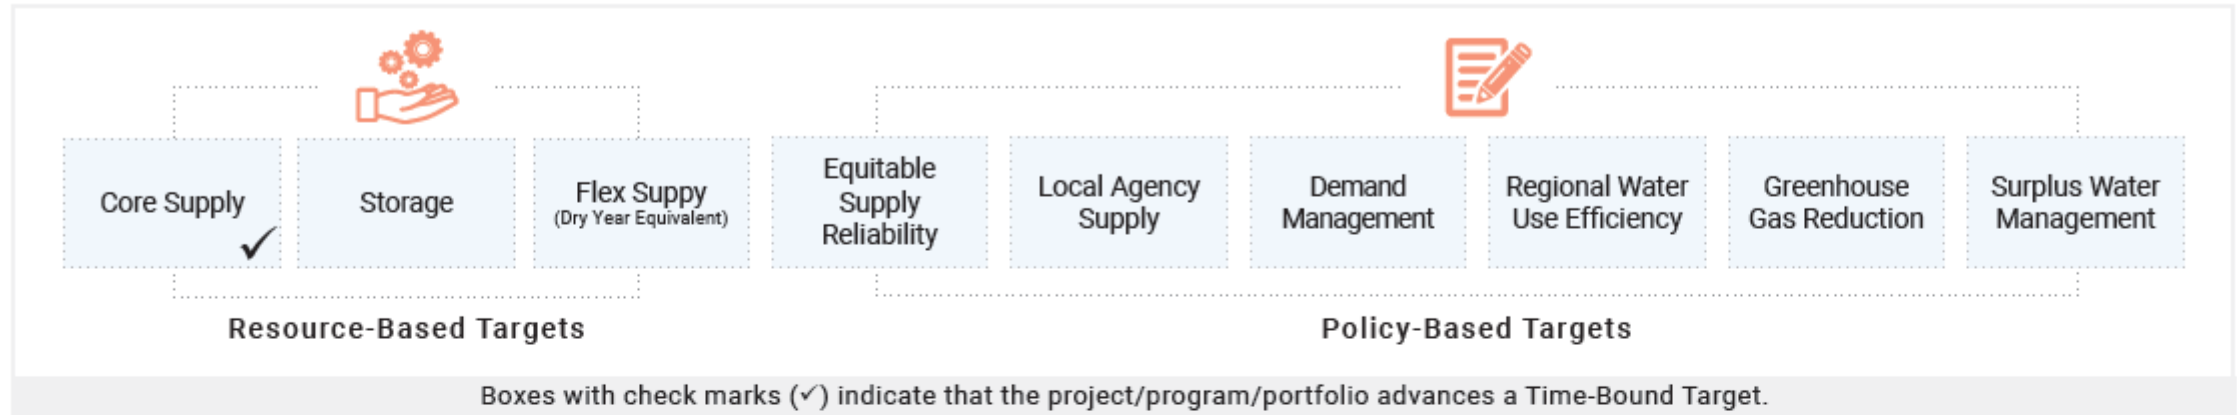 Core Supply
✓
Storage
Flex Suppy
(Dry Year Equivalent)
Equitable
Supply
Reliability
Local Agency
Supply
Demand
Management
Regional Water
Use Efficiency
Greenhouse
Gas Reduction
Surplus Water
Management
Resource-Based Targets
Policy-Based Targets
Boxes with check marks (✓) indicate that the project/program/portfolio advances a Time-Bound Target.